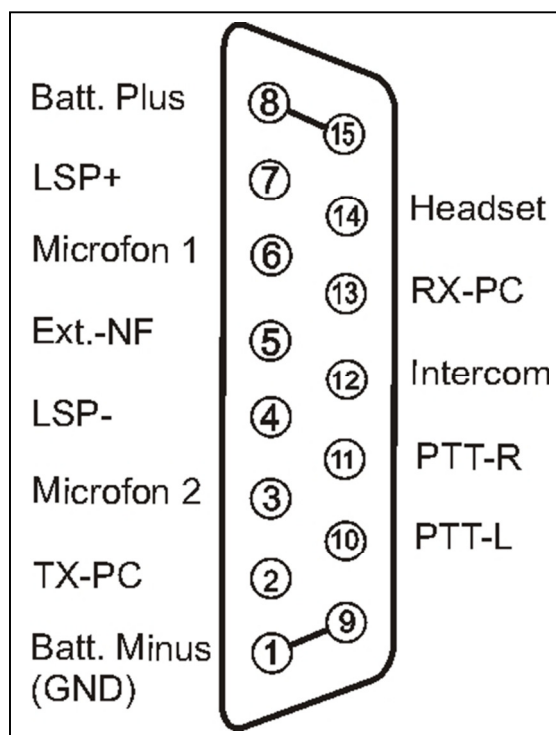 Batt. Plus
8
15
LSP+
7
14
Headset
Microfon 1
6
13
RX-PC
Ext.-NF
5
12
Intercom
LSP-
4
11
PTT-R
Microfon 2
3
10
PTT-L
TX-PC
2
9
Batt. Minus
(GND)
1